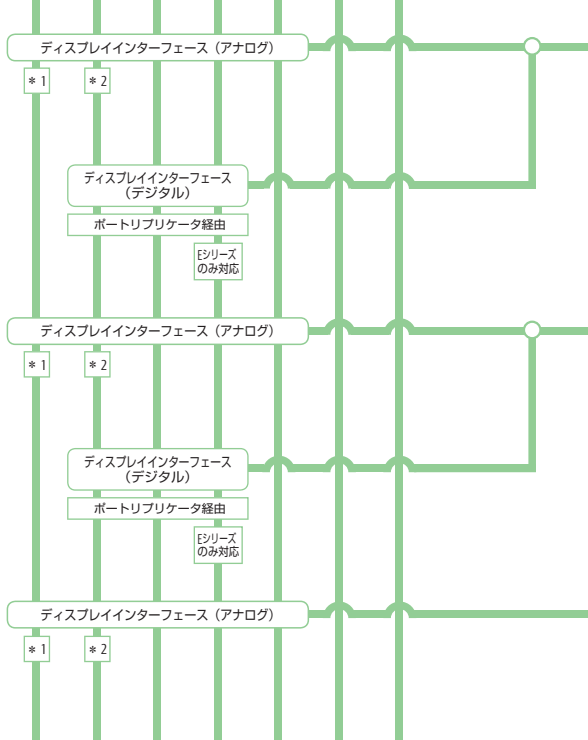 ディスプレイインターフェース（アナログ）
＊1
＊2
ディスプレイインターフェース
（デジタル）
ポートリプリケータ経由
Eシリーズ
のみ対応
ディスプレイインターフェース（アナログ）
＊1
＊2
ディスプレイインターフェース
（デジタル）
ポートリプリケータ経由
Eシリーズ
のみ対応
ディスプレイインターフェース（アナログ）
＊1
＊2